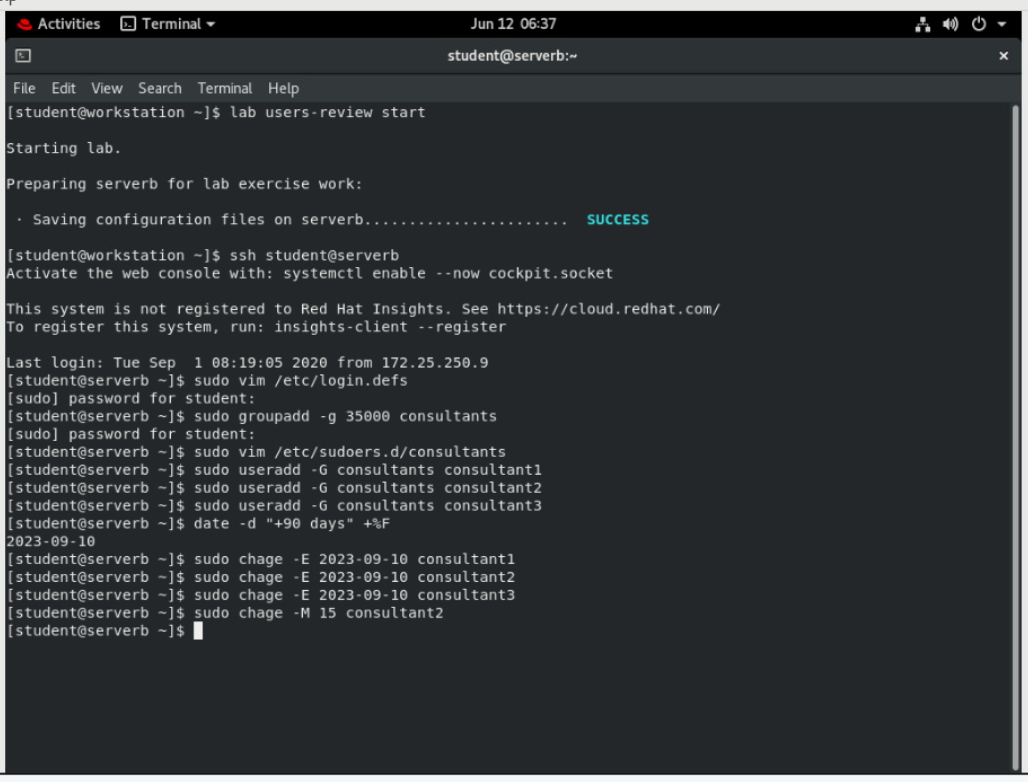 Activities Terminal Jun 12 06:37
student@serverb:~ ×
File Edit View Search Terminal Help
[student@workstation ~]$ lab users-review start
Starting lab.
Preparing serverb for lab exercise work:
· Saving configuration files on serverb....................... SUCCESS
[student@workstation ~]$ ssh student@serverb
Activate the web console with: systemctl enable --now cockpit.socket
This system is not registered to Red Hat Insights. See https://cloud.redhat.com/
To register this system, run: insights-client --register
Last login: Tue Sep  1 08:19:05 2020 from 172.25.250.9
[student@serverb ~]$ sudo vim /etc/login.defs
[sudo] password for student:
[student@serverb ~]$ sudo groupadd -g 35000 consultants
[sudo] password for student:
[student@serverb ~]$ sudo vim /etc/sudoers.d/consultants
[student@serverb ~]$ sudo useradd -G consultants consultant1
[student@serverb ~]$ sudo useradd -G consultants consultant2
[student@serverb ~]$ sudo useradd -G consultants consultant3
[student@serverb ~]$ date -d "+90 days" +%F
2023-09-10
[student@serverb ~]$ sudo chage -E 2023-09-10 consultant1
[student@serverb ~]$ sudo chage -E 2023-09-10 consultant2
[student@serverb ~]$ sudo chage -E 2023-09-10 consultant3
[student@serverb ~]$ sudo chage -M 15 consultant2
[student@serverb ~]$